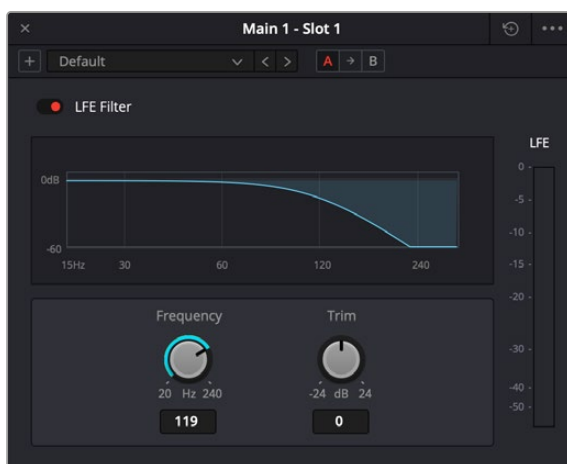 Main 1 - Slot 1
Default
A
B
LFE Filter
LFE
0dB
-60
15Hz 30 60 120 240
0
-5
-10
-15
-20
-30
-40
-50
Frequency Trim
20 Hz 240 -24 dB 24
119 0